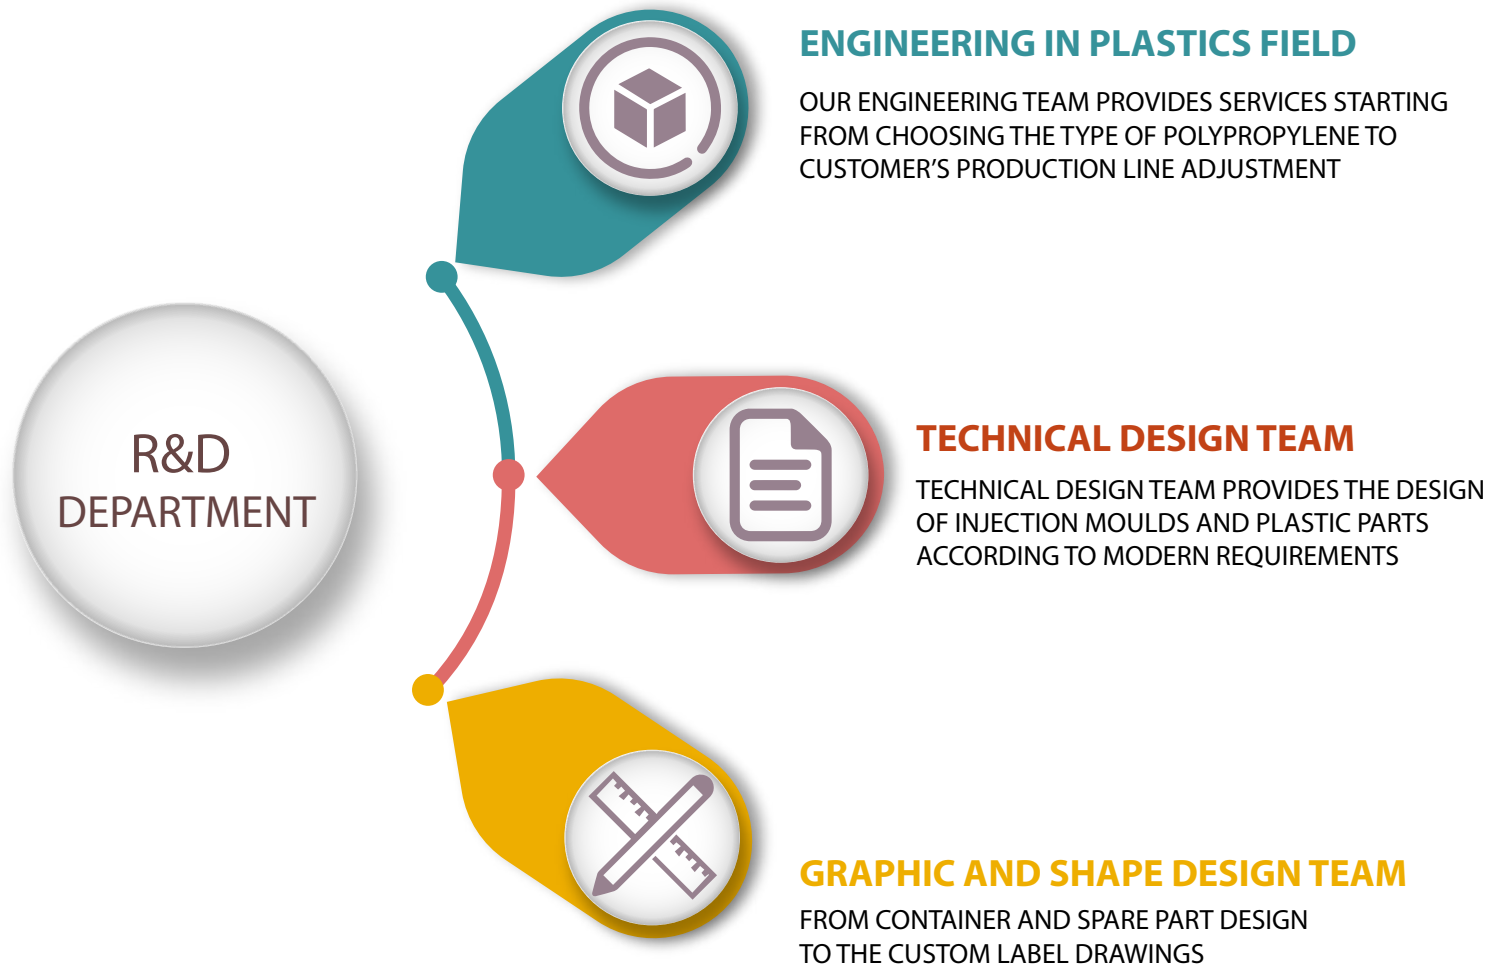 ENGINEERING IN PLASTICS FIELD
OUR ENGINEERING TEAM PROVIDES SERVICES STARTING
FROM CHOOSING THE TYPE OF POLYPROPYLENE TO
CUSTOMER’S PRODUCTION LINE ADJUSTMENT
R&D
DEPARTMENT
TECHNICAL DESIGN TEAM
TECHNICAL DESIGN TEAM PROVIDES THE DESIGN
OF INJECTION MOULDS AND PLASTIC PARTS
ACCORDING TO MODERN REQUIREMENTS
GRAPHIC AND SHAPE DESIGN TEAM
FROM CONTAINER AND SPARE PART DESIGN
TO THE CUSTOM LABEL DRAWINGS